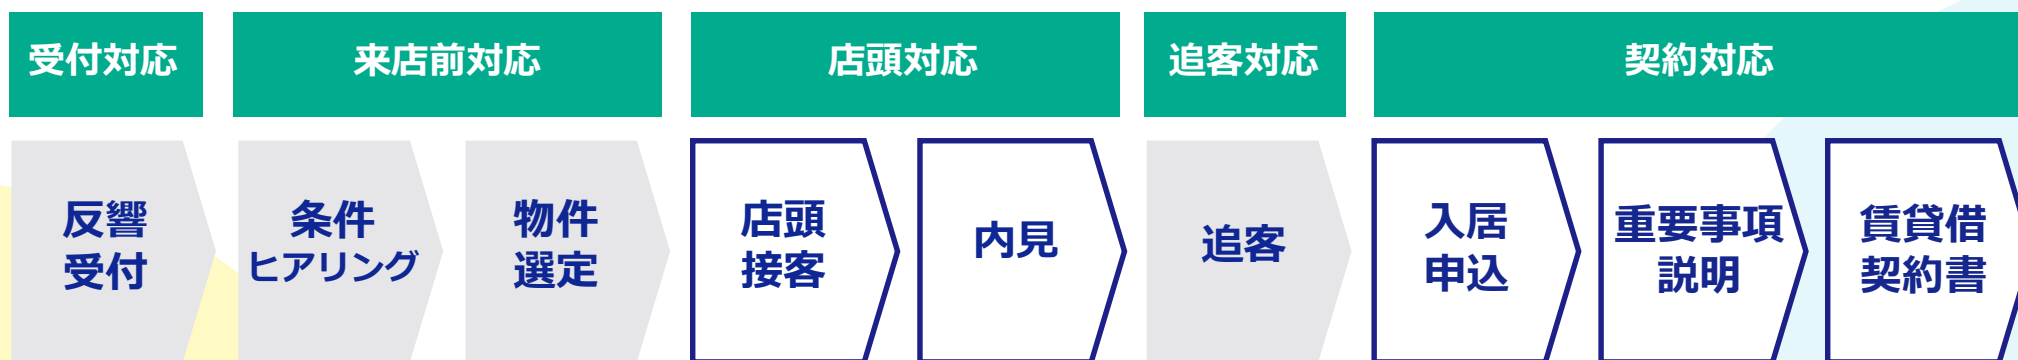 受付対応
来店前対応
店頭対応
追客対応
契約対応
反響
受付
条件
ヒアリング
物件
選定
店頭
接客
内見
追客
入居
申込
重要事項
説明
賃貸借
契約書